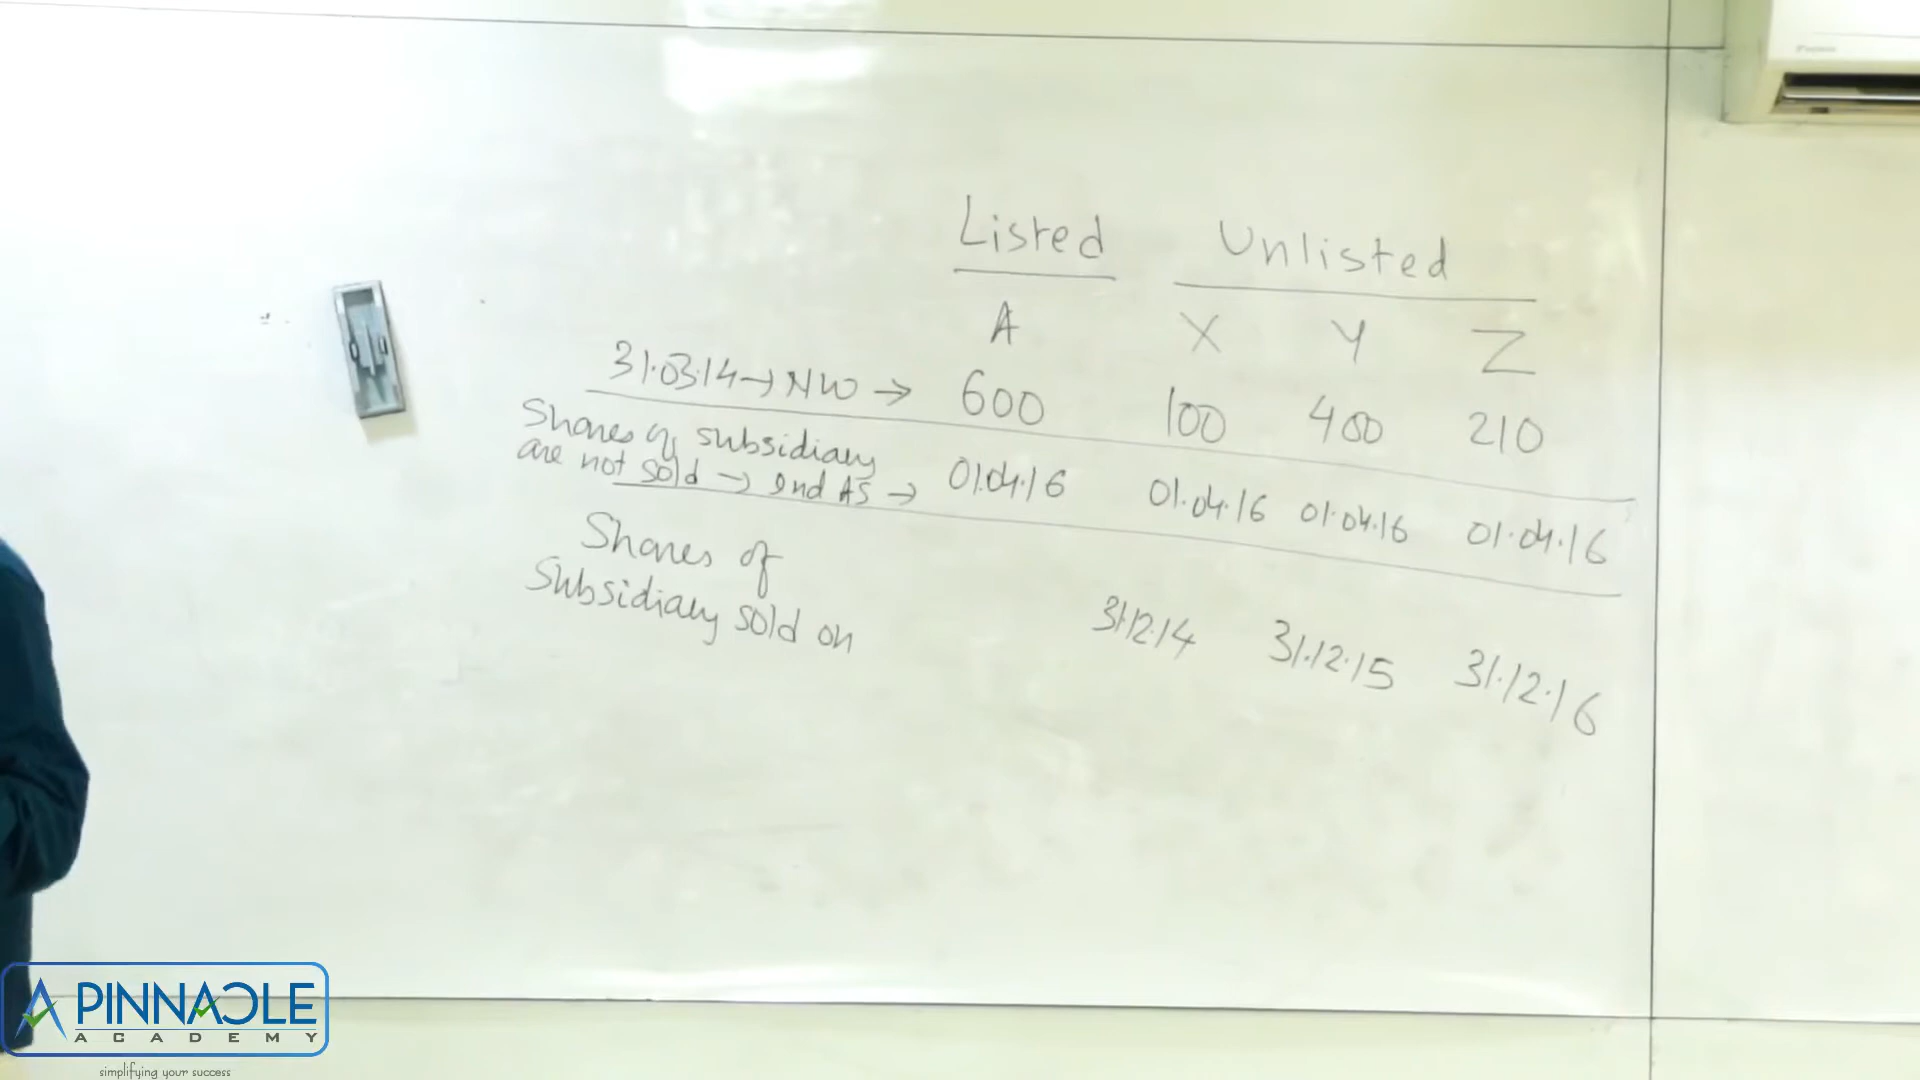 Listed Unlisted
A X Y Z
31.03.14 → NW → 600 100 400 210
Shares of subsidiary
are not sold → Ind AS → 01.04.16 01.04.16 01.04.16 01.04.16
Shares of
Subsidiary sold on 31.12.14 31.12.15 31.12.16
PINNACLE
ACADEMY
simplifying your success